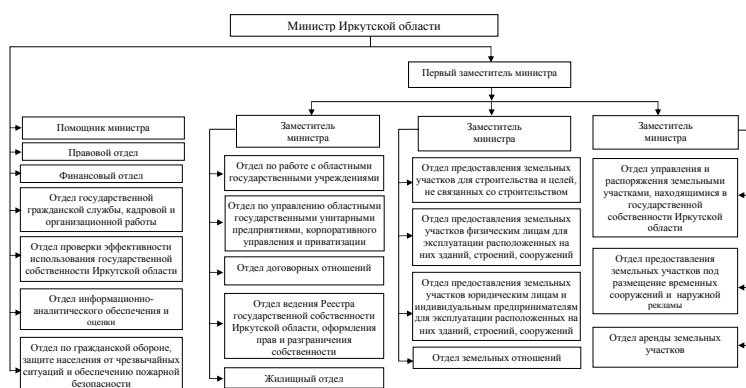 Министр Иркутской области
Первый заместитель министра
Помощник министра
Правовой отдел
Финансовый отдел
Отдел государственной
гражданской службы, кадровой и
организационной работы
Отдел проверки эффективности
использования государственной
собственности Иркутской области
Отдел информационно-
аналитического обеспечения и
оценки
Отдел по гражданской обороне,
защите населения от чрезвычайных
ситуаций и обеспечению пожарной
безопасности
Заместитель
министра
Отдел по работе с областными
государственными учреждениями
Отдел по управлению областными
государственными унитарными
предприятиями, корпоративного
управления и приватизации
Отдел договорных отношений
Отдел ведения Реестра
государственной собственности
Иркутской области, оформления
прав и разграничения
собственности
Жилищный отдел
Заместитель
министра
Отдел предоставления земельных
участков для строительства и целей,
не связанных со строительством
Отдел предоставления земельных
участков физическим лицам для
эксплуатации расположенных на
них зданий, строений, сооружений
Отдел предоставления земельных
участков юридическим лицам и
индивидуальным предпринимателям
для эксплуатации расположенных
на них зданий, строений, сооружений
Отдел земельных отношений
Заместитель
министра
Отдел управления и
распоряжения земельными
участками, находящимися в
государственной
собственности Иркутской
области
Отдел предоставления
земельных участков под
размещение временных
сооружений и наружной
рекламы
Отдел аренды земельных
участков